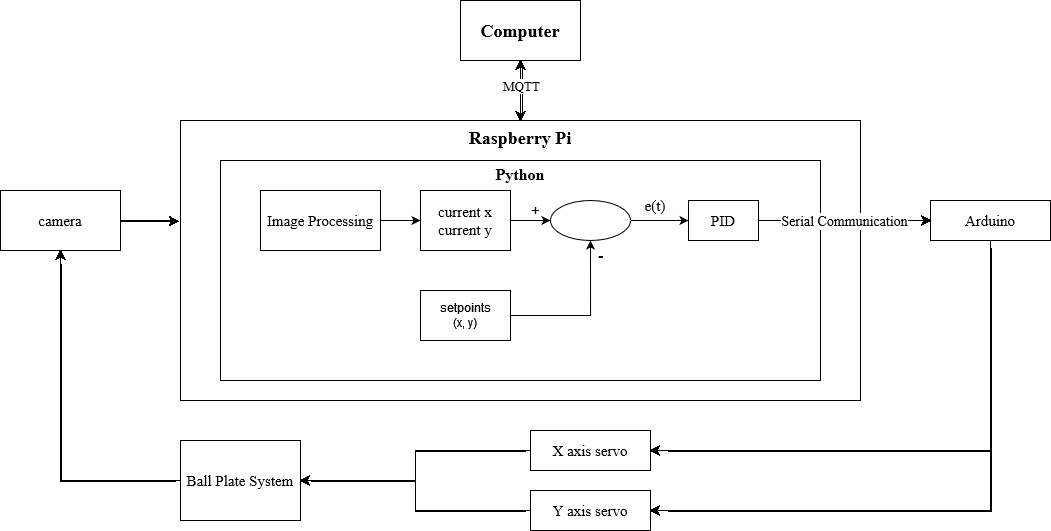 Computer
MQTT
Raspberry Pi
Python
camera
Image Processing
current x
current y
+
e(t)
PID
Serial Communication
Arduino
-
setpoints
(x, y)
X axis servo
Ball Plate System
Y axis servo